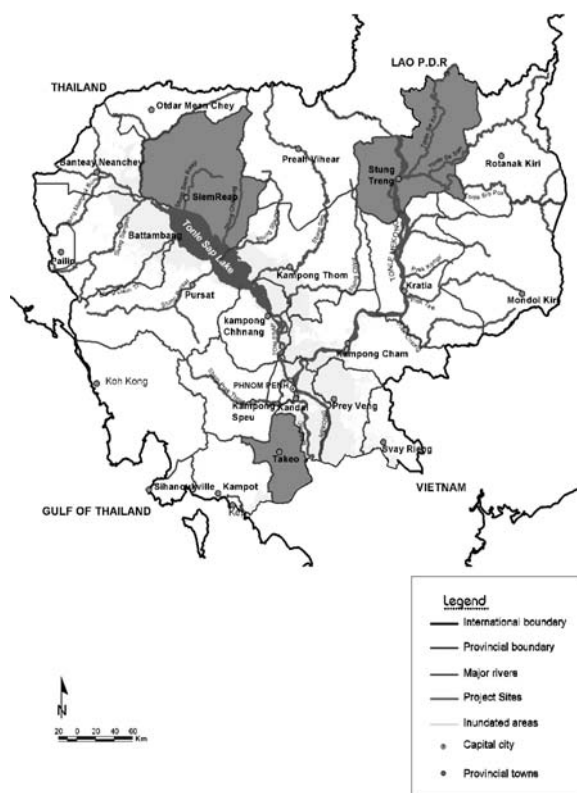 LAO P.D.R
THAILAND
Otdar Mean Chey
Banteay Neanchey
Preah Vihear
Rotanak Kiri
Stung
Treng
SiemReap
Battambang
Tonle Sap Lake
TONLE MEKONG
Pailin
Kampong Thom
Kratia
Mondol Kiri
Pursat
kampong
Chhnang
Kampong Cham
Koh Kong
PHNOM PENH
Kandal
Kampong
Speu
Prey Veng
Svay Rieng
Takeo
Sihanoukville
Kampot
VIETNAM
GULF OF THAILAND
Legend
International boundary
Provincial boundary
Major rivers
Project Sites
Inundated areas
Capital city
Provincial towns
N
20 0 20 40 60
Km